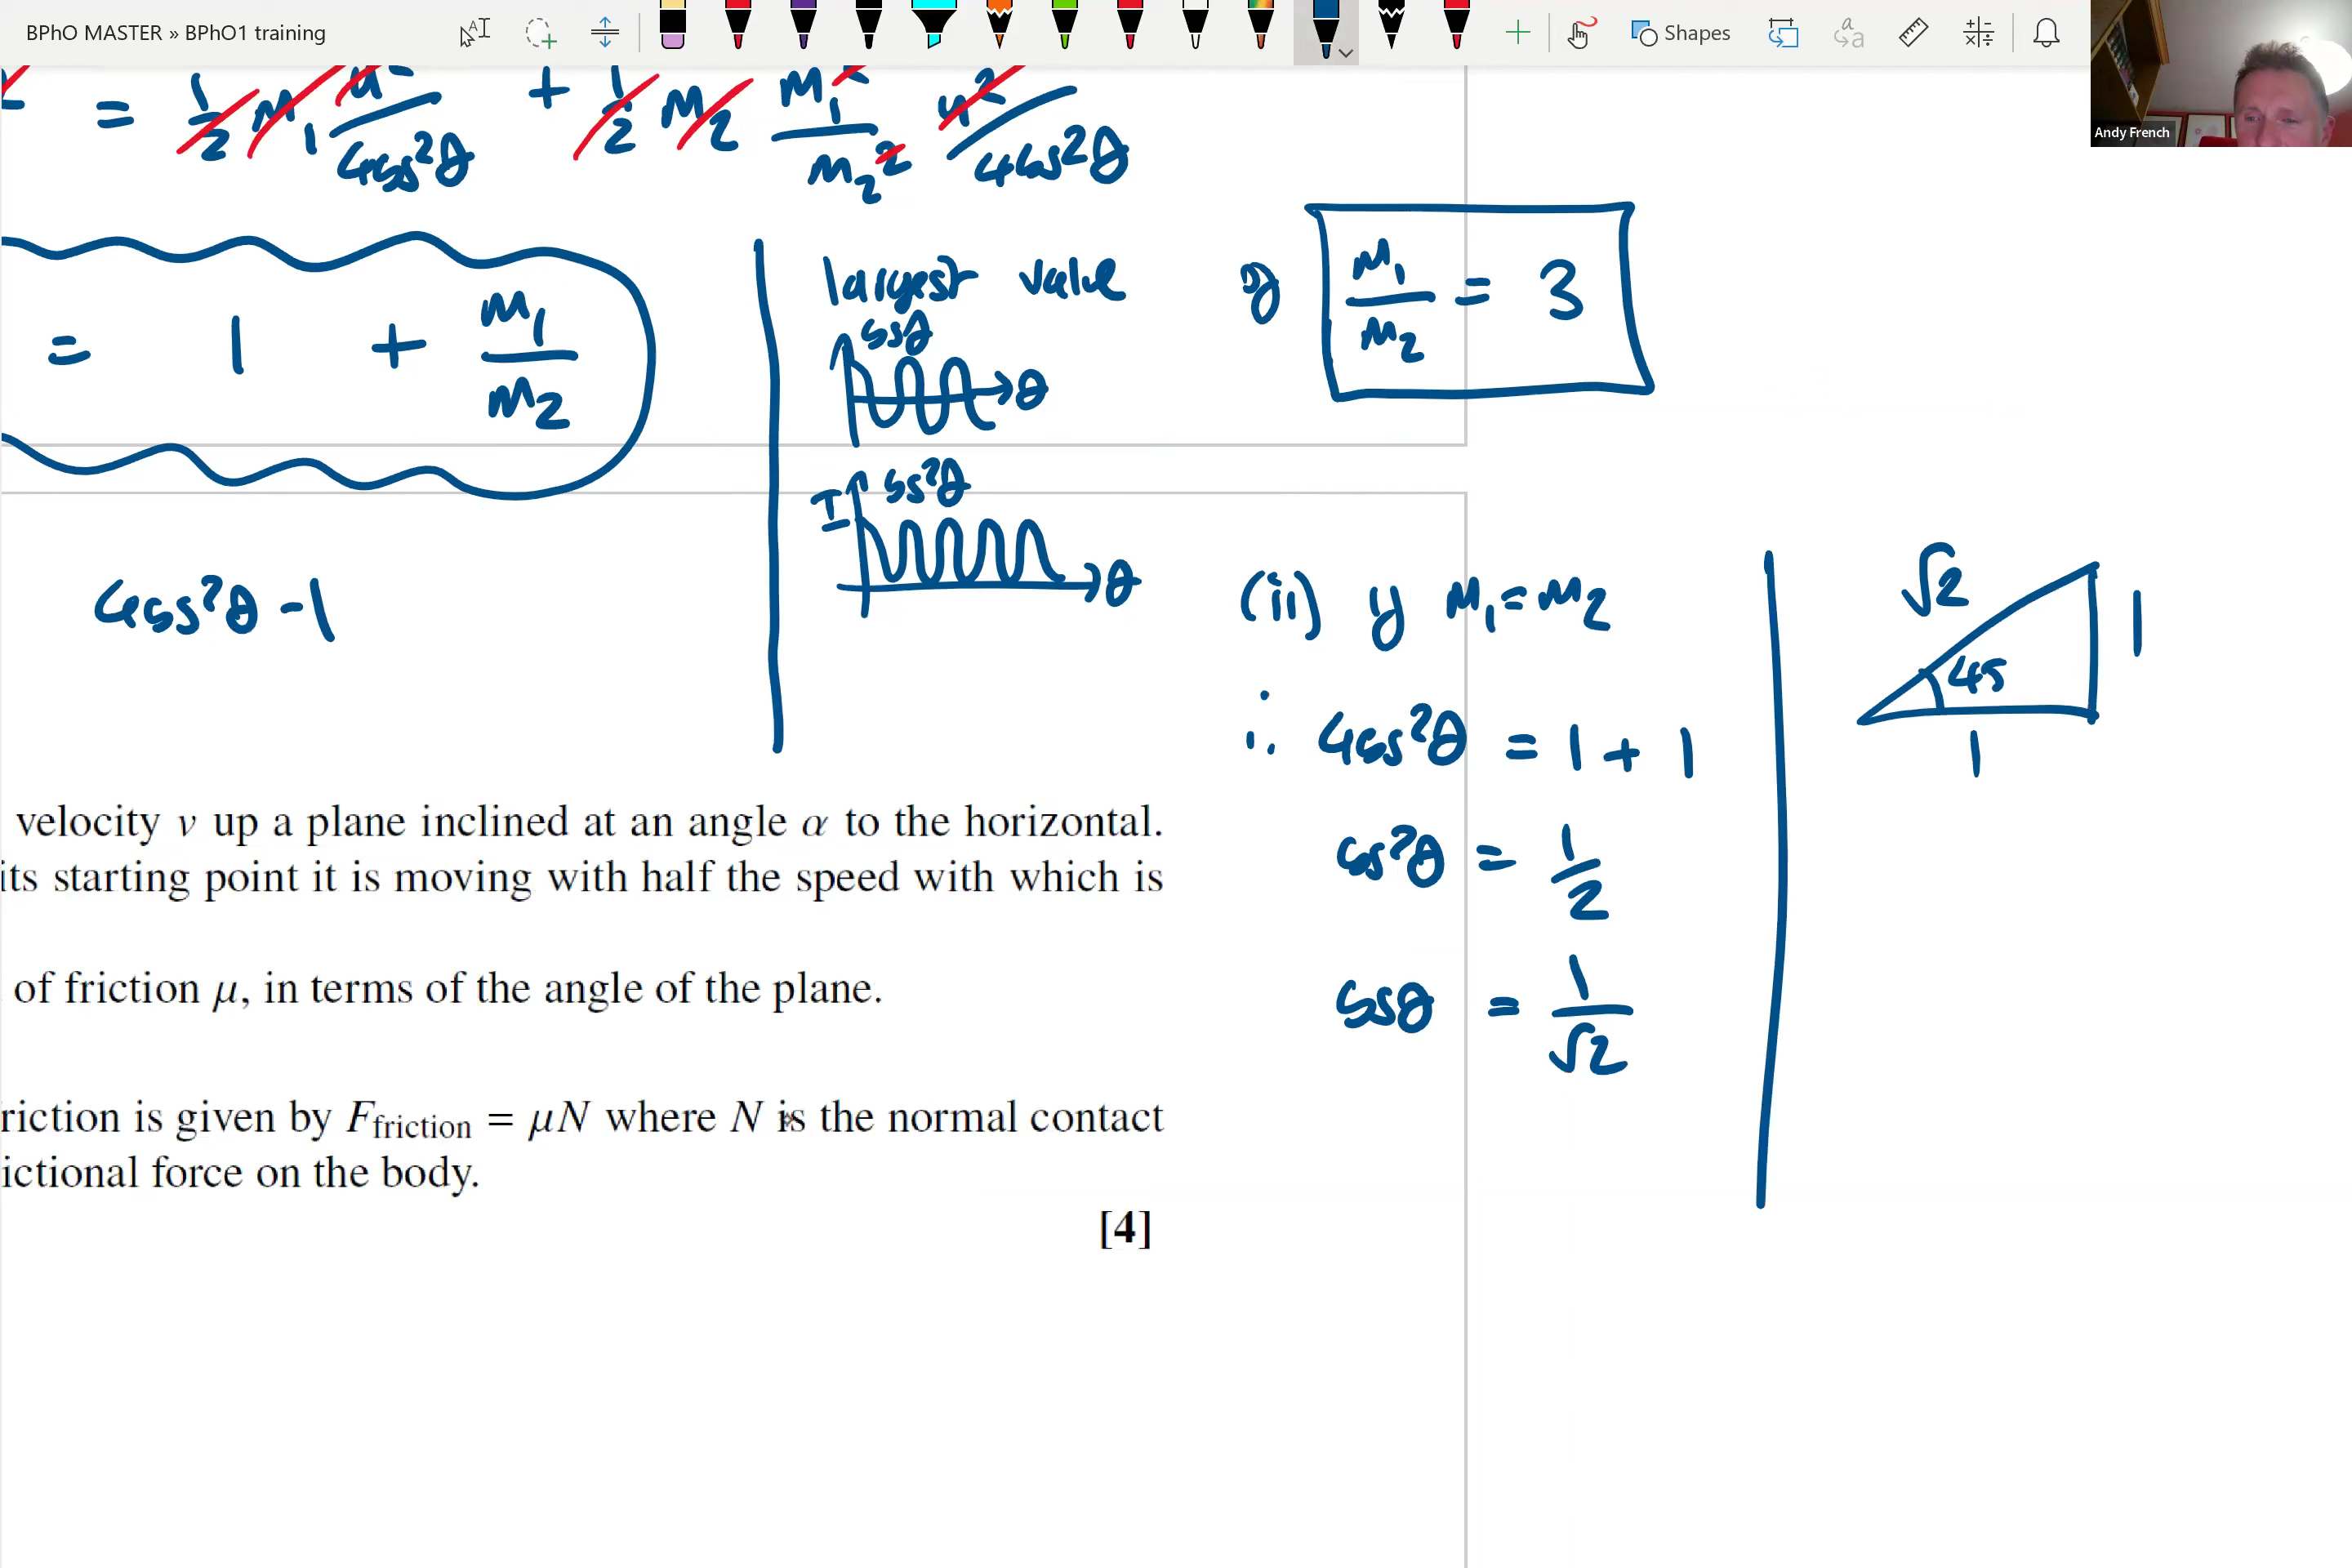 BPhO MASTER » BPhO1 training
Shapes
Andy French
= 1/2 m₁ u²/4cos²θ + 1/2 m₂ m₁²/m₂² u²/4cos²θ
= 1 + m₁/m₂
largest value
cosθ
θ
m₁/m₂ = 3
cos²θ
1
θ
4cos²θ - 1
(ii) if m₁ = m₂
∴ 4cos²θ = 1 + 1
cos²θ = 1/2
cosθ = 1/√2
√2
1
45
1
velocity v up a plane inclined at an angle α to the horizontal.
its starting point it is moving with half the speed with which is
of friction μ, in terms of the angle of the plane.
riction is given by F_friction = μN where N is the normal contact
ictional force on the body.
[4]